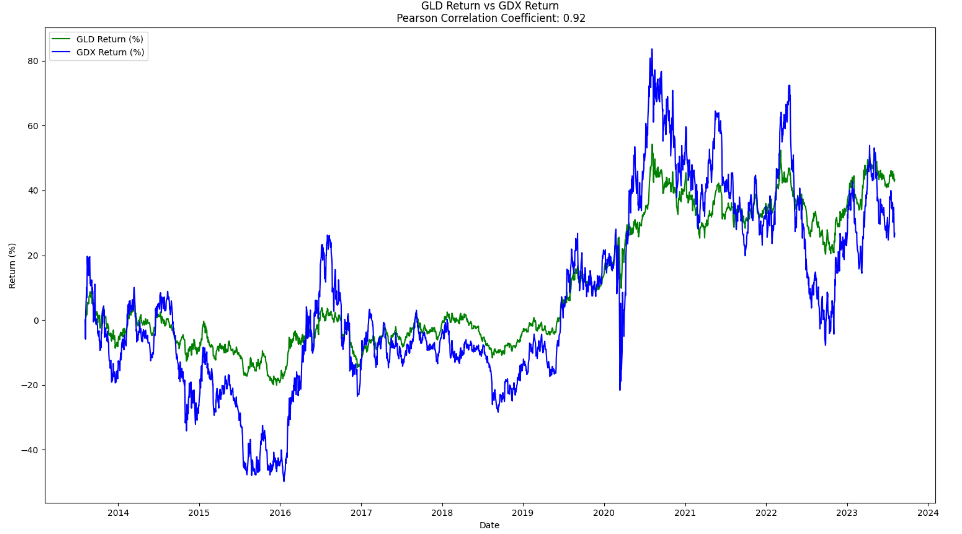 GLD Return vs GDX Return
Pearson Correlation Coefficient: 0.92
GLD Return (%)
GDX Return (%)
Return (%)
80
60
40
20
0
−20
−40
2014 2015 2016 2017 2018 2019 2020 2021 2022 2023 2024
Date